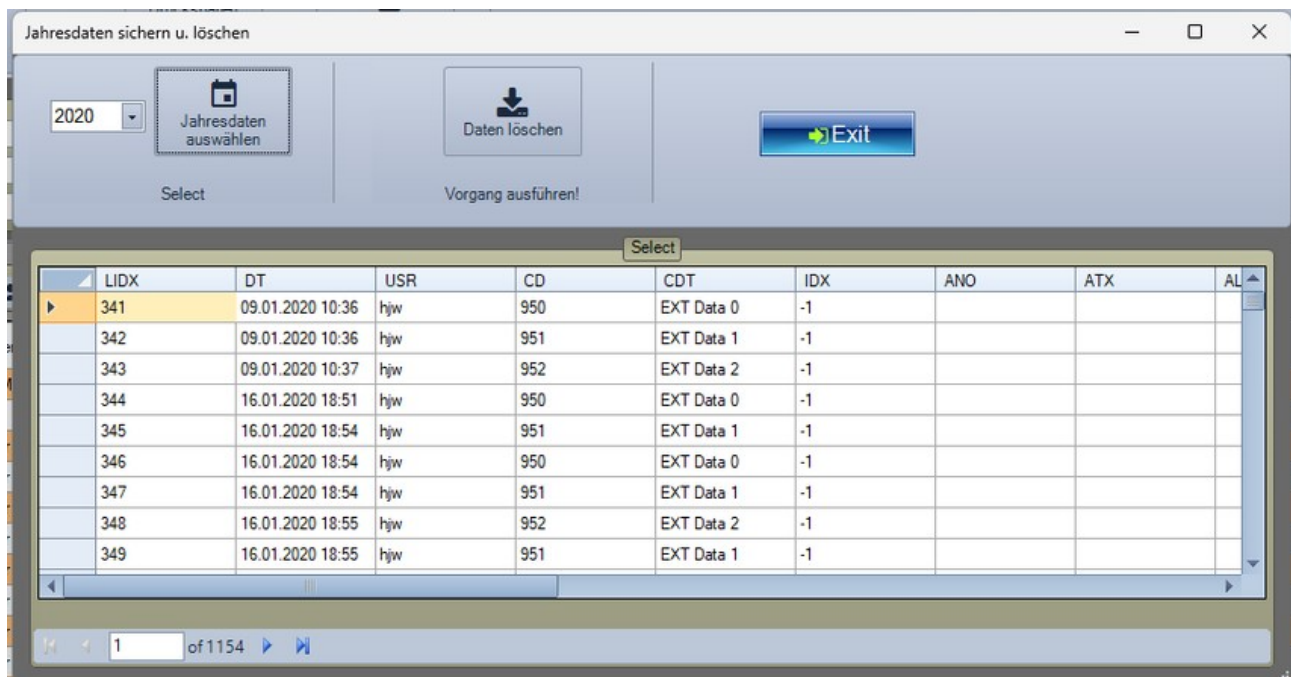 Jahresdaten sichern u. löschen
2020
Jahresdaten
auswählen
Daten löschen
Exit
Select
Vorgang ausführen!
Select
LIDX DT USR CD CDT IDX ANO ATX AL
341 09.01.2020 10:36 hjw 950 EXT Data 0 -1
342 09.01.2020 10:36 hjw 951 EXT Data 1 -1
343 09.01.2020 10:37 hjw 952 EXT Data 2 -1
344 16.01.2020 18:51 hjw 950 EXT Data 0 -1
345 16.01.2020 18:54 hjw 951 EXT Data 1 -1
346 16.01.2020 18:54 hjw 950 EXT Data 0 -1
347 16.01.2020 18:54 hjw 951 EXT Data 1 -1
348 16.01.2020 18:55 hjw 952 EXT Data 2 -1
349 16.01.2020 18:55 hjw 951 EXT Data 1 -1
1 of 1154